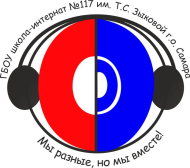 ГБОУ школа-интернат №117 им. Т.С. Зыковой г.о. Самара
Мы разные, но мы вместе!